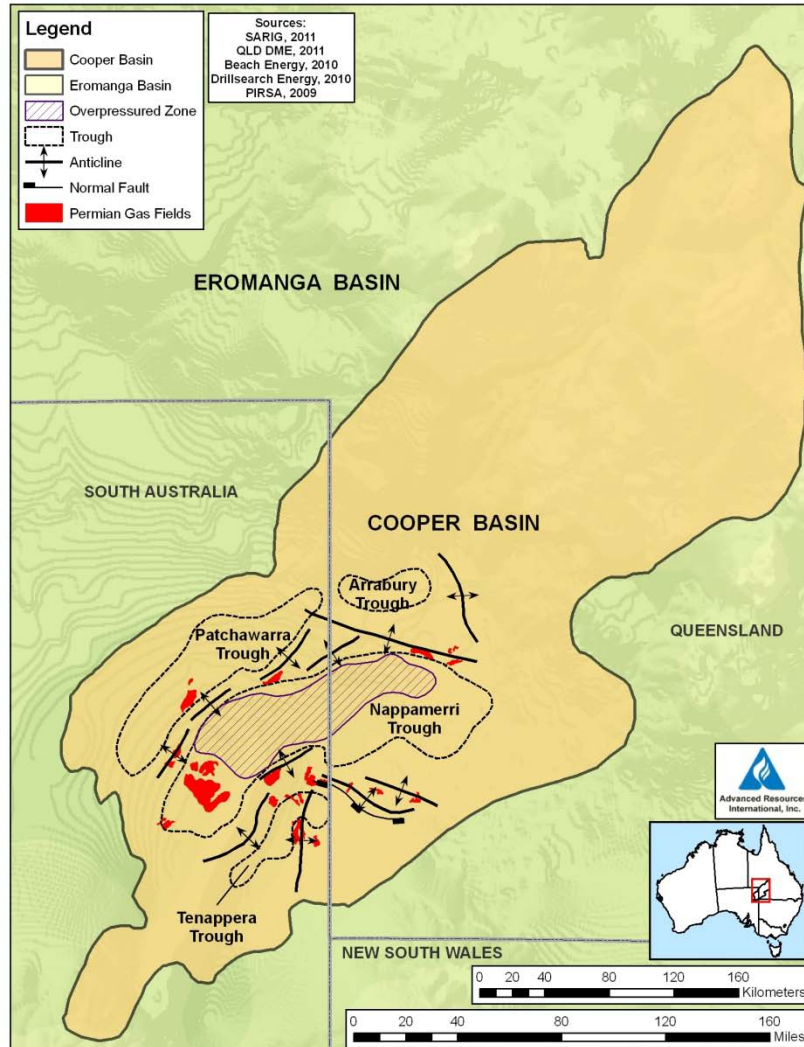 Legend
Cooper Basin
Eromanga Basin
Overpressured Zone
Trough
Anticline
Normal Fault
Permian Gas Fields
Sources:
SARIG, 2011
QLD DME, 2011
Beach Energy, 2010
Drillsearch Energy, 2010
PIRSA, 2009
EROMANGA BASIN
SOUTH AUSTRALIA
COOPER BASIN
Arrabury
Trough
Patchawarra
Trough
QUEENSLAND
Nappamerri
Trough
Tenappera
Trough
Advanced Resources
International, Inc.
NEW SOUTH WALES
0 20 40 80 120 160
Kilometers
0 20 40 80 120 160
Miles